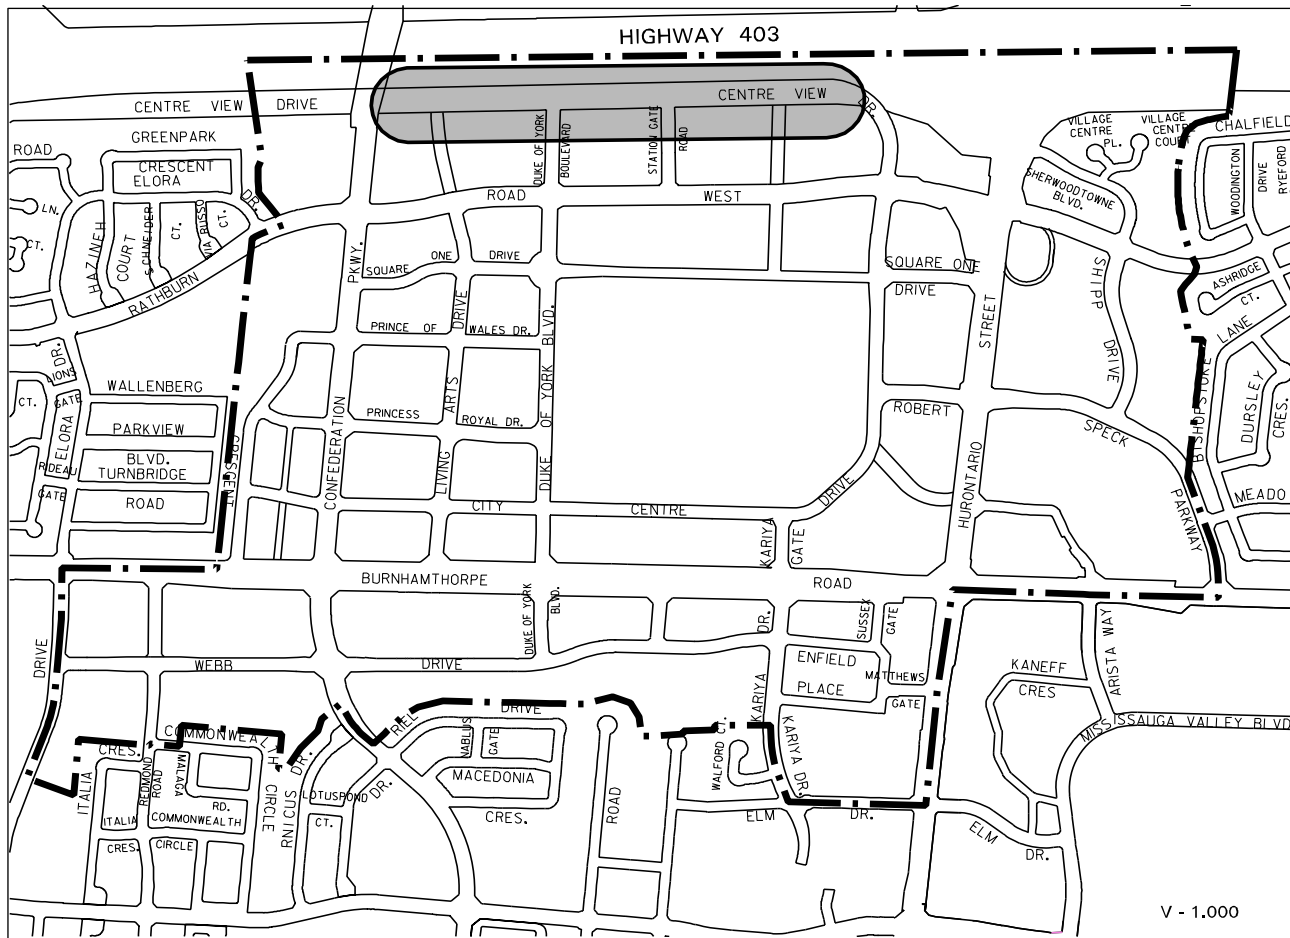 HIGHWAY 403
CENTRE VIEW DRIVE
CENTRE VIEW
DR.
VILLAGE
CENTRE
PL.
VILLAGE
CENTRE
COURT
CHALFIELD
GREENPARK
ROAD
CRESCENT
ELORA
DR.
DUKE OF YORK
BOULEVARD
STATION GATE
ROAD
WOODINGTON
DRIVE
RYEFORD
SHERWOODTOWNE
BLVD.
LN.
CT.
HAZINEH
COURT
SCHNEIDER
CT.
VIA RUSSO
CT.
ROAD WEST
RATHBURN
PKWY.
SQUARE ONE DRIVE
SQUARE ONE
DRIVE
SHIPP
DRIVE
ASHRIDGE
CT.
LANE
PRINCE OF WALES DR.
DRIVE
BLVD.
STREET
LIONS
GATE
DR.
CT.
WALLENBERG
PARKVIEW
BLVD.
TURNBRIDGE
ROAD
ELORA
RIDEAU
GATE
CRESCENT
CONFEDERATION
PRINCESS ROYAL DR.
ARTS
LIVING
DUKE OF YORK
ROBERT
SPECK
PARKWAY
BISHOPSTOKE
DURSLEY
CRES.
MEADO
HURONTARIO
CITY CENTRE
DRIVE
KARIYA
GATE
BURNHAMTHORPE ROAD
DUKE OF YORK
BLVD.
DR.
SUSSEX
GATE
DRIVE
WEBB DRIVE
ENFIELD
PLACE
MATTHEWS
GATE
KARIYA
KARIYA DR.
KANEFF
CRES
ARISTA WAY
MISSISSAUGA VALLEY BLVD
RIEL DRIVE
NABLUS
GATE
MACEDONIA
CRES.
COMMONWEALTH
CIRCLE
CRES.
ITALIA
REDMOND
ROAD
MALAGA
RD.
COMMONWEALTH
CIRCLE
ITALIA
CRES.
DR.
LOTUSPOND
CT.
DR.
ROAD
WALFORD CT.
ELM DR.
ELM DR.
V - 1.000